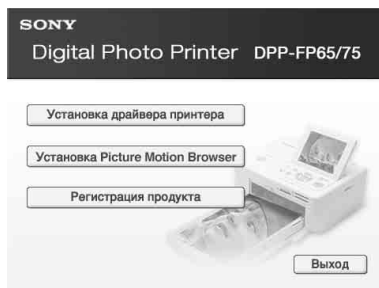 SONY
Digital Photo Printer DPP-FP65/75
Установка драйвера принтера
Установка Picture Motion Browser
Регистрация продукта
Выход